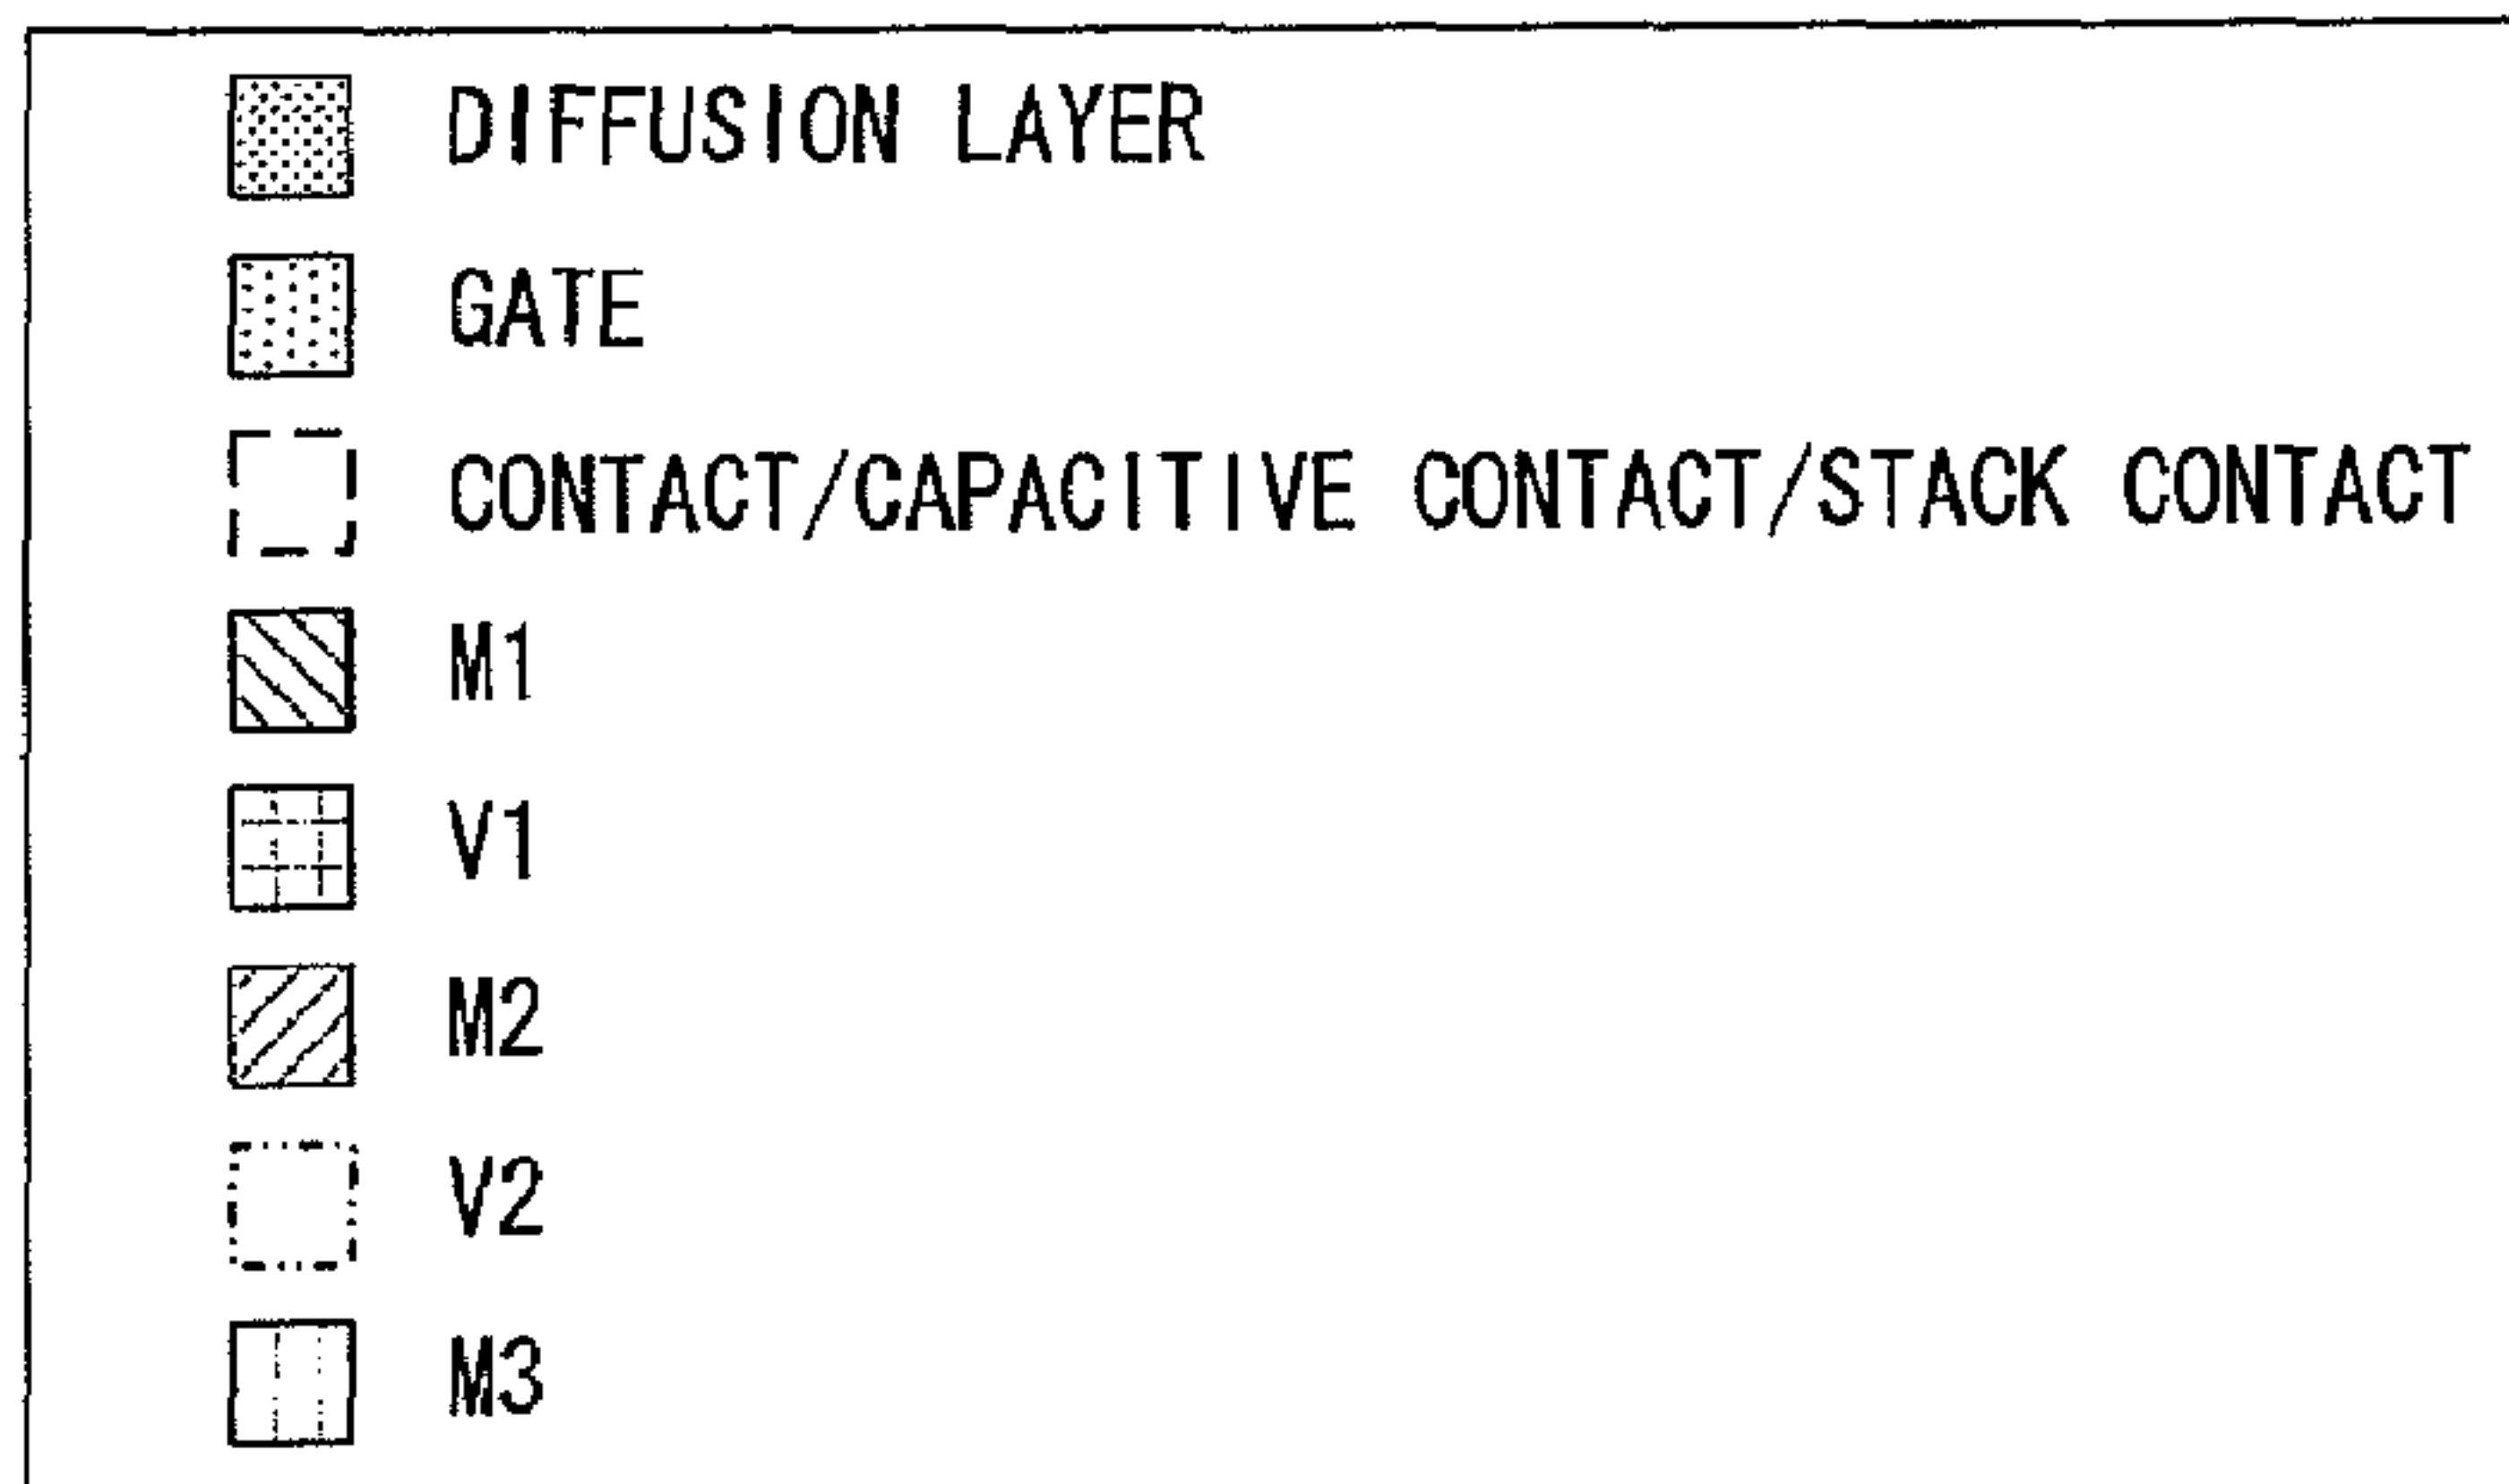 DIFFUSION LAYER
GATE
CONTACT/CAPACITIVE CONTACT/STACK CONTACT
M1
V1
M2
V2
M3